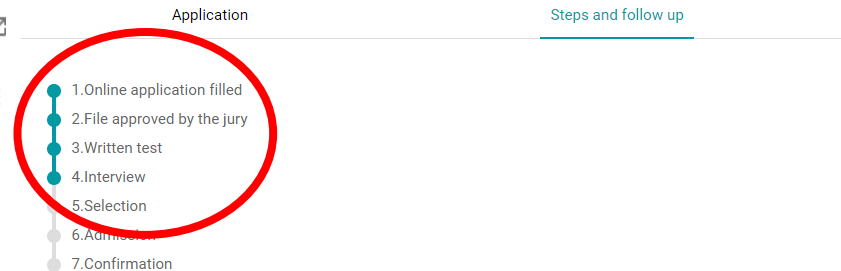 Application
Steps and follow up
1.Online application filled
2.File approved by the jury
3.Written test
4.Interview
5.Selection
6.Admission
7.Confirmation